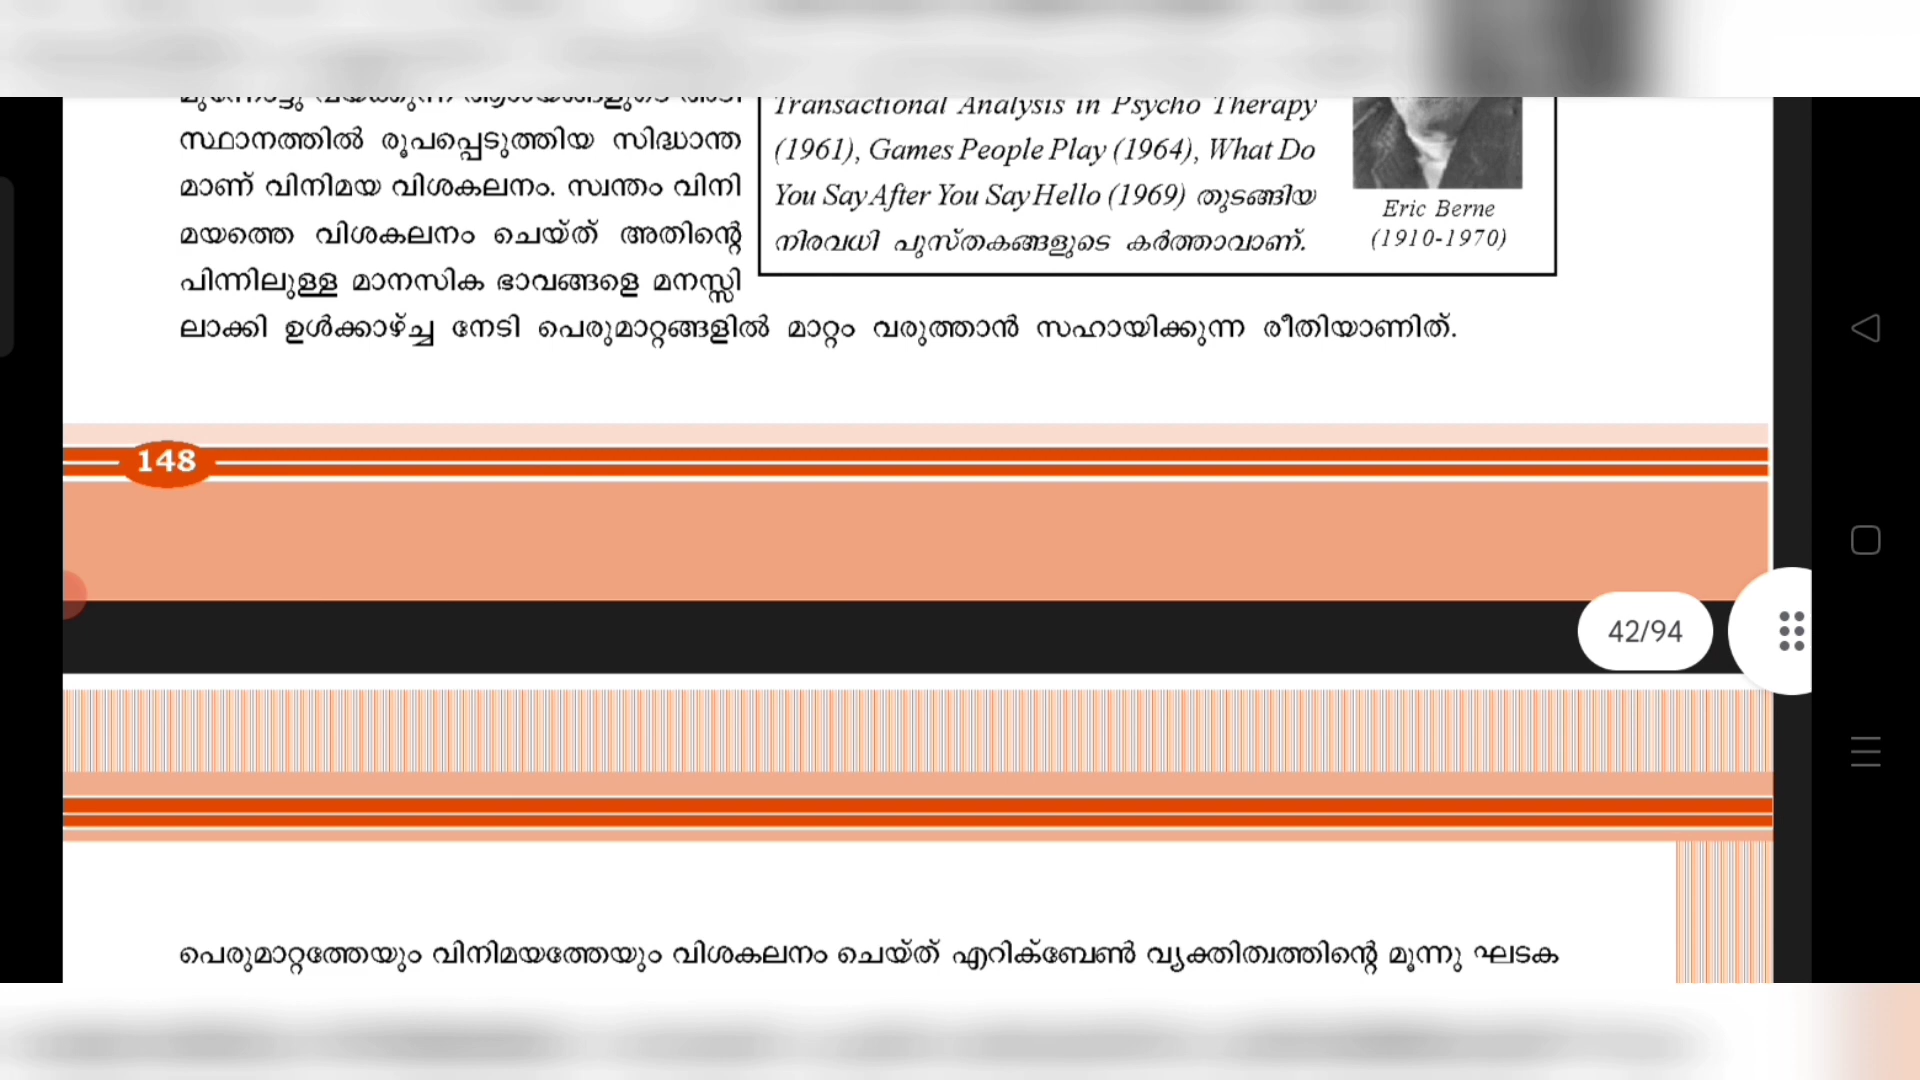 സ്ഥാനത്തിൽ രൂപപ്പെടുത്തിയ സിദ്ധാന്ത
മാണ് വിനിമയ വിശകലനം. സ്വന്തം വിനി
മയത്തെ വിശകലനം ചെയ്ത് അതിന്റെ
പിന്നിലുള്ള മാനസിക ഭാവങ്ങളെ മനസ്സി
ലാക്കി ഉൾക്കാഴ്ച്ച നേടി പെരുമാറ്റങ്ങളിൽ മാറ്റം വരുത്താൻ സഹായിക്കുന്ന രീതിയാണിത്.
Transactional Analysis in Psycho Therapy
(1961), Games People Play (1964), What Do
You Say After You Say Hello (1969) തുടങ്ങിയ
നിരവധി പുസ്തകങ്ങളുടെ കർത്താവാണ്.
Eric Berne
(1910-1970)
148
42/94
പെരുമാറ്റത്തേയും വിനിമയത്തേയും വിശകലനം ചെയ്ത് എറിക്ബേൺ വ്യക്തിത്വത്തിന്റെ മൂന്നു ഘടക